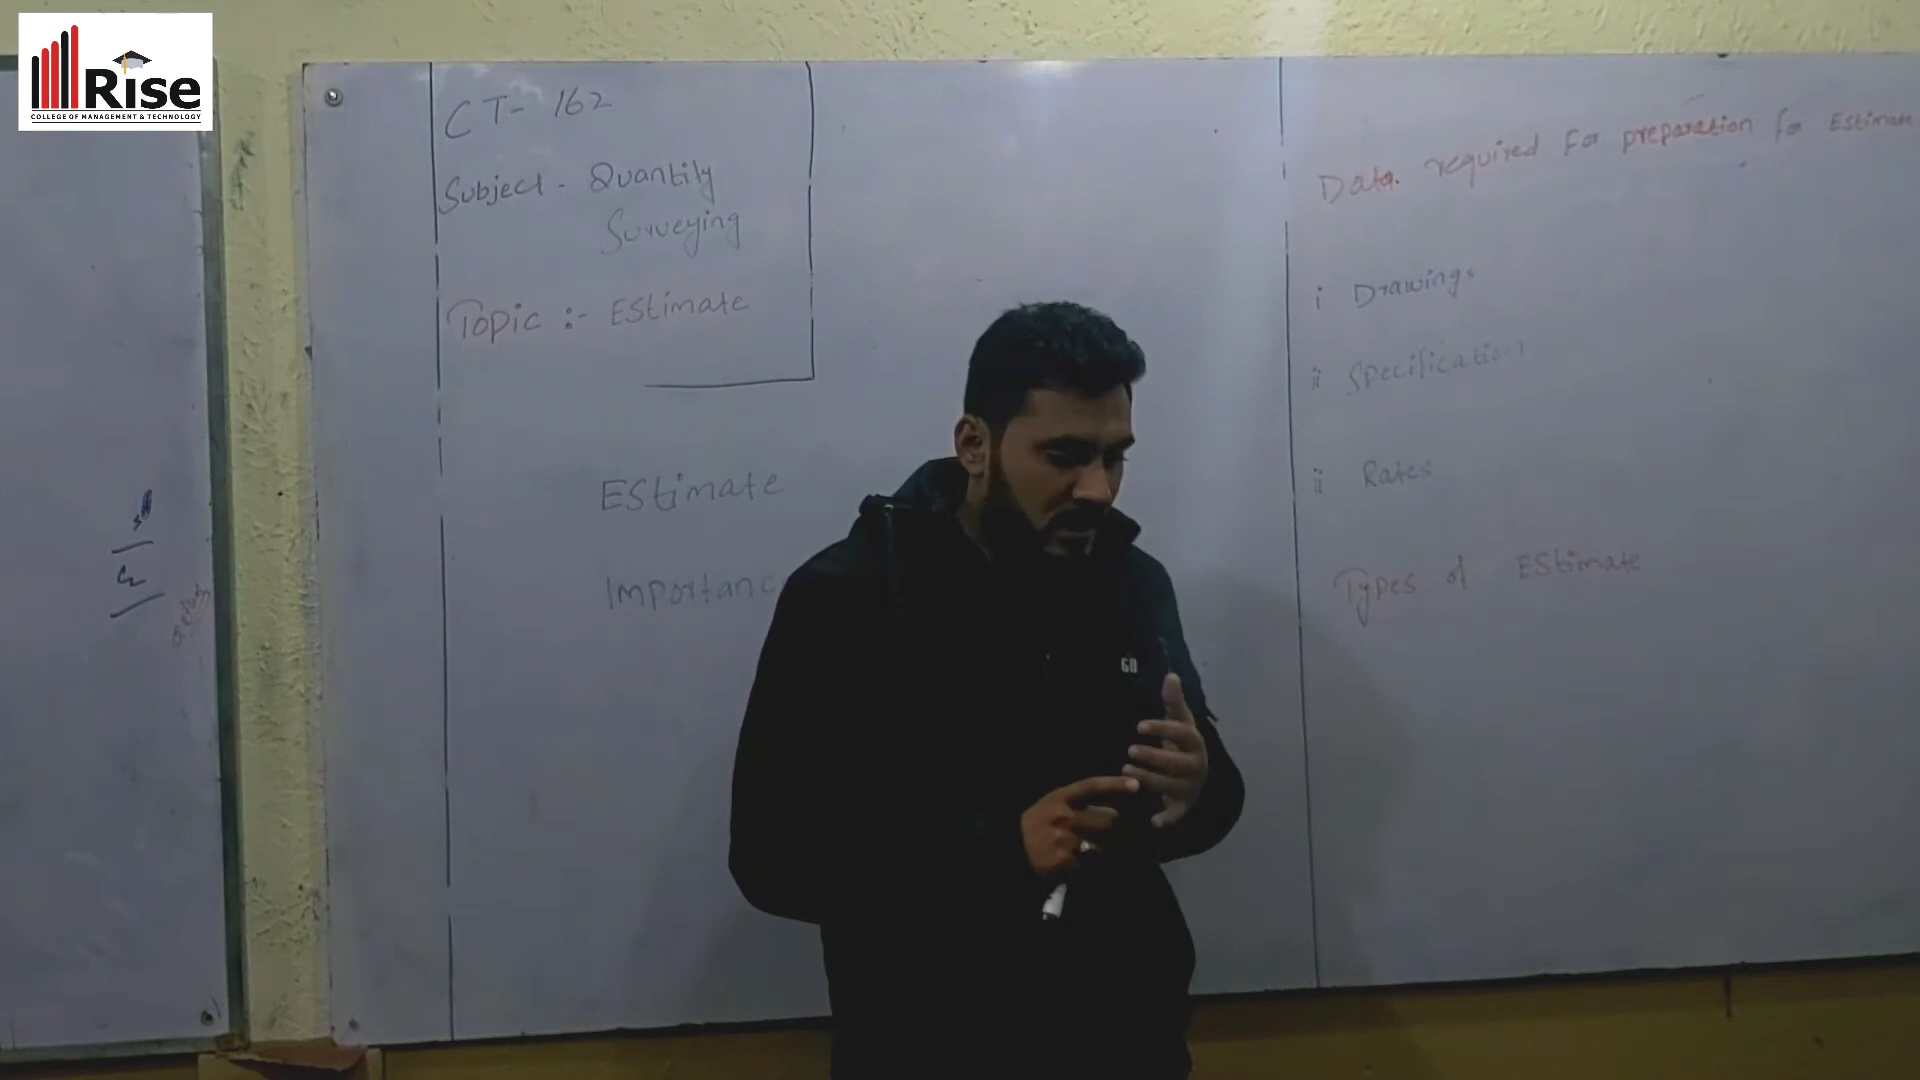 Rise
COLLEGE OF MANAGEMENT & TECHNOLOGY
CT- 162
Subject - Quantity
Surveying
Topic :- Estimate
Estimate
Importanc
Data required For preparation for Estimate
i Drawings
ii Specification
ii Rates
Types of Estimate